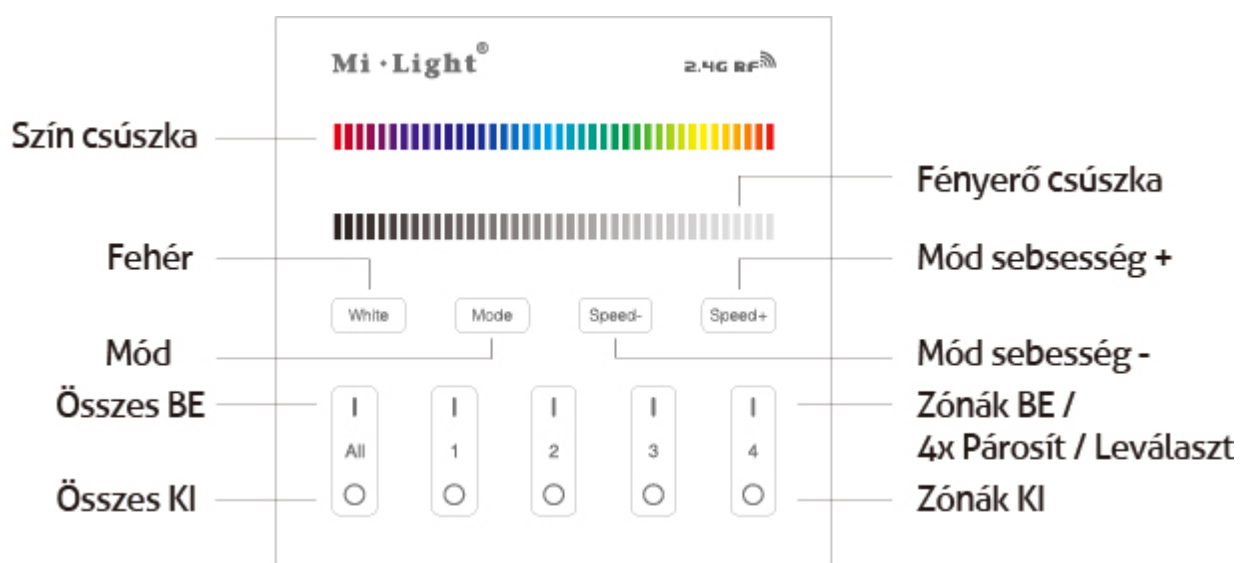 Mi·Light®
2.4G RF
Szín csúszka
Fényerő csúszka
Fehér
Mód sebsesség +
White
Mode
Speed-
Speed+
Mód
Mód sebesség -
Összes BE
Zónák BE /
4x Párosít / Leválaszt
All
1
2
3
4
Összes KI
Zónák KI